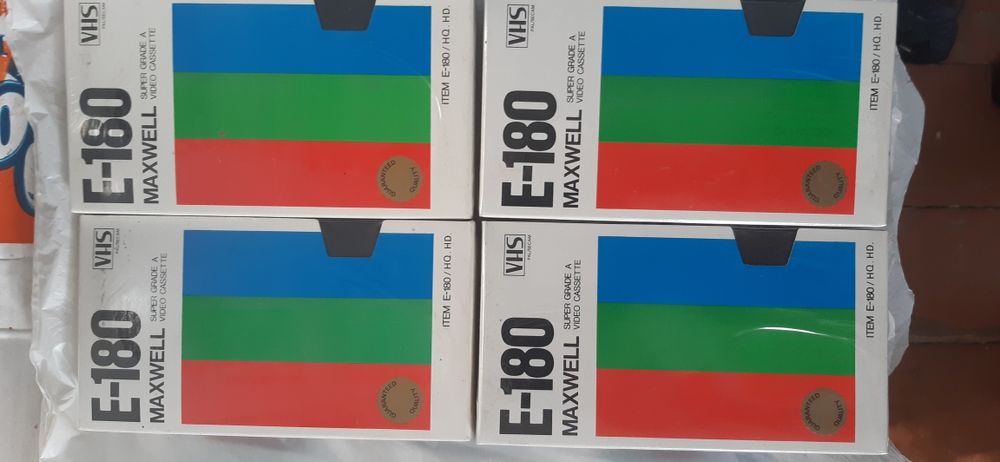 E-180
VHS
PAL/SECAM
MAXWELL
SUPER GRADE A
VIDEO CASSETTE
GUARANTEED
QUALITY
ITEM E-180/HQ. HD.
E-180
VHS
PAL/SECAM
MAXWELL
SUPER GRADE A
VIDEO CASSETTE
GUARANTEED
QUALITY
ITEM E-180/HQ. HD.
E-180
VHS
PAL/SECAM
MAXWELL
SUPER GRADE A
VIDEO CASSETTE
GUARANTEED
QUALITY
ITEM E-180/HQ. HD.
E-180
VHS
PAL/SECAM
MAXWELL
SUPER GRADE A
VIDEO CASSETTE
GUARANTEED
QUALITY
ITEM E-180/HQ. HD.